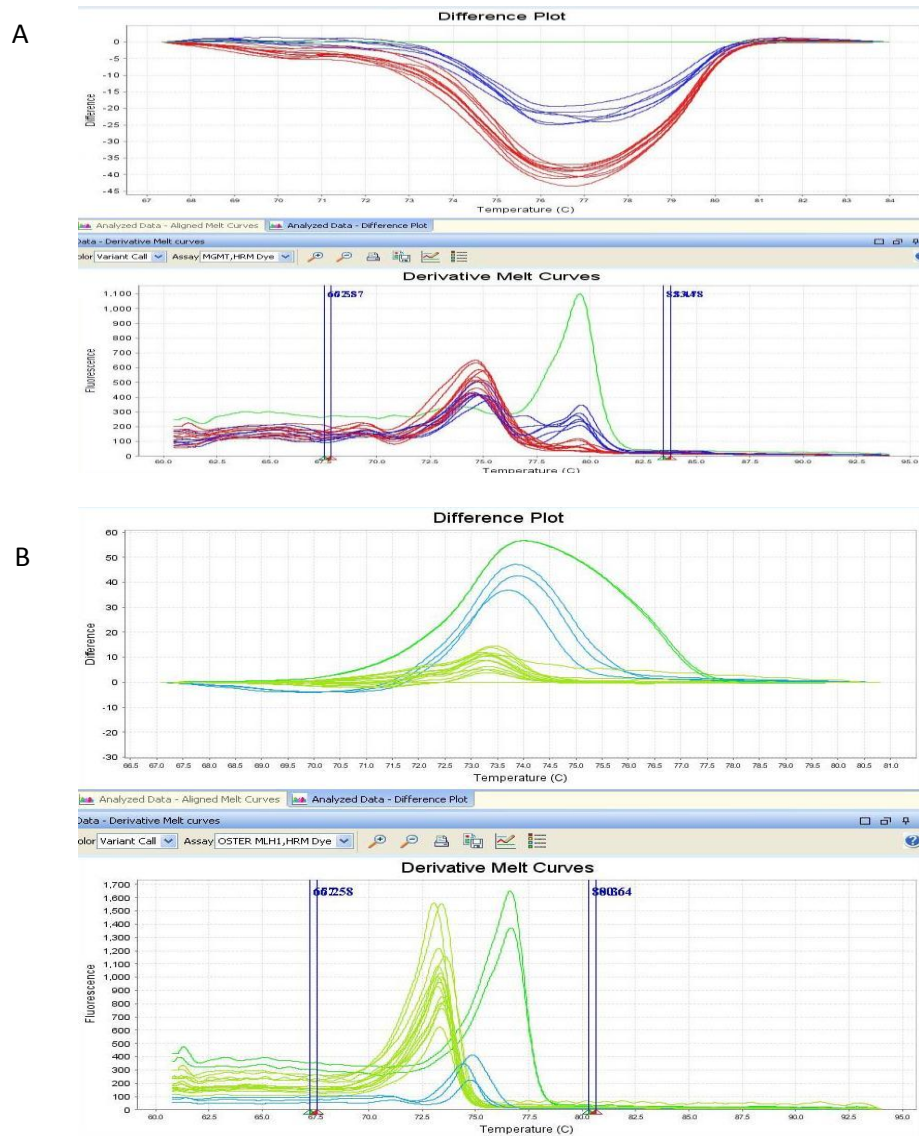 A
Difference Plot
0
-5
-10
-15
-20
-25
-30
-35
-40
-45
Difference
67 68 69 70 71 72 73 74 75 76 77 78 79 80 81 82 83 84
Temperature (C)
Analyzed Data - Aligned Melt Curves Analyzed Data - Difference Plot
Data - Derivative Melt curves
olor Variant Call Assay MGMT,HRM Dye
Derivative Melt Curves
1,100
1,000
900
800
700
600
500
400
300
200
100
0
Fluorescence
60.0 62.5 65.0 67.5 70.0 72.5 75.0 77.5 80.0 82.5 85.0 87.5 90.0 92.5 95.0
Temperature (C)
B
Difference Plot
60
50
40
30
20
10
0
-10
-20
-30
Difference
66.5 67.0 67.5 68.0 68.5 69.0 69.5 70.0 70.5 71.0 71.5 72.0 72.5 73.0 73.5 74.0 74.5 75.0 75.5 76.0 76.5 77.0 77.5 78.0 78.5 79.0 79.5 80.0 80.5 81.0
Temperature (C)
Analyzed Data - Aligned Melt Curves Analyzed Data - Difference Plot
Data - Derivative Melt curves
olor Variant Call Assay OSTER MLH1,HRM Dye
Derivative Melt Curves
1,700
1,600
1,500
1,400
1,300
1,200
1,100
1,000
900
800
700
600
500
400
300
200
100
0
Fluorescence
60.0 62.5 65.0 67.5 70.0 72.5 75.0 77.5 80.0 82.5 85.0 87.5 90.0 92.5 95.0
Temperature (C)